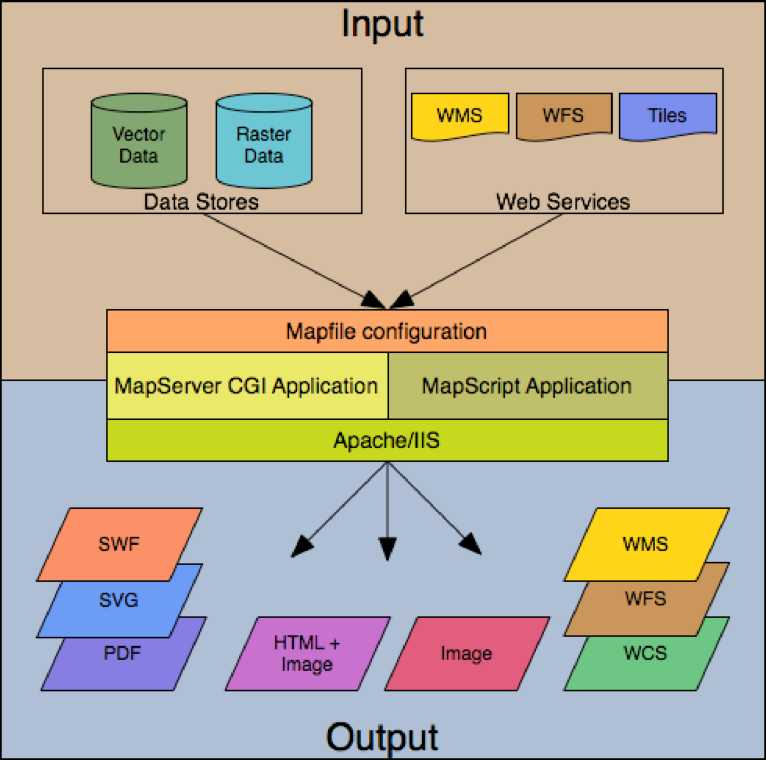 Input
Vector
Data
Raster
Data
Data Stores
WMS
WFS
Tiles
Web Services
Mapfile configuration
MapServer CGI Application
MapScript Application
Apache/IIS
SWF
SVG
PDF
HTML +
Image
Image
WMS
WFS
WCS
Output